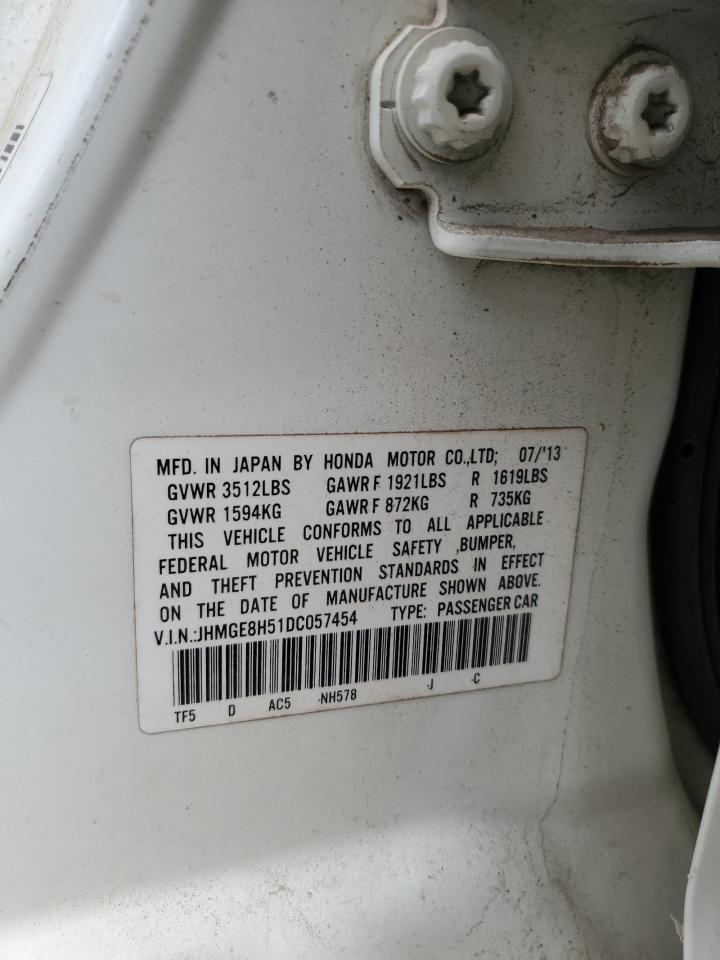 MFD. IN JAPAN BY HONDA MOTOR CO.,LTD; 07/'13
GVWR 3512LBS GAWR F 1921LBS R 1619LBS
GVWR 1594KG GAWR F 872KG R 735KG
THIS VEHICLE CONFORMS TO ALL APPLICABLE
FEDERAL MOTOR VEHICLE SAFETY ,BUMPER,
AND THEFT PREVENTION STANDARDS IN EFFECT
ON THE DATE OF MANUFACTURE SHOWN ABOVE.
V.I.N.:JHMGE8H51DC057454 TYPE: PASSENGER CAR
TF5 D AC5 -NH578 -J -C